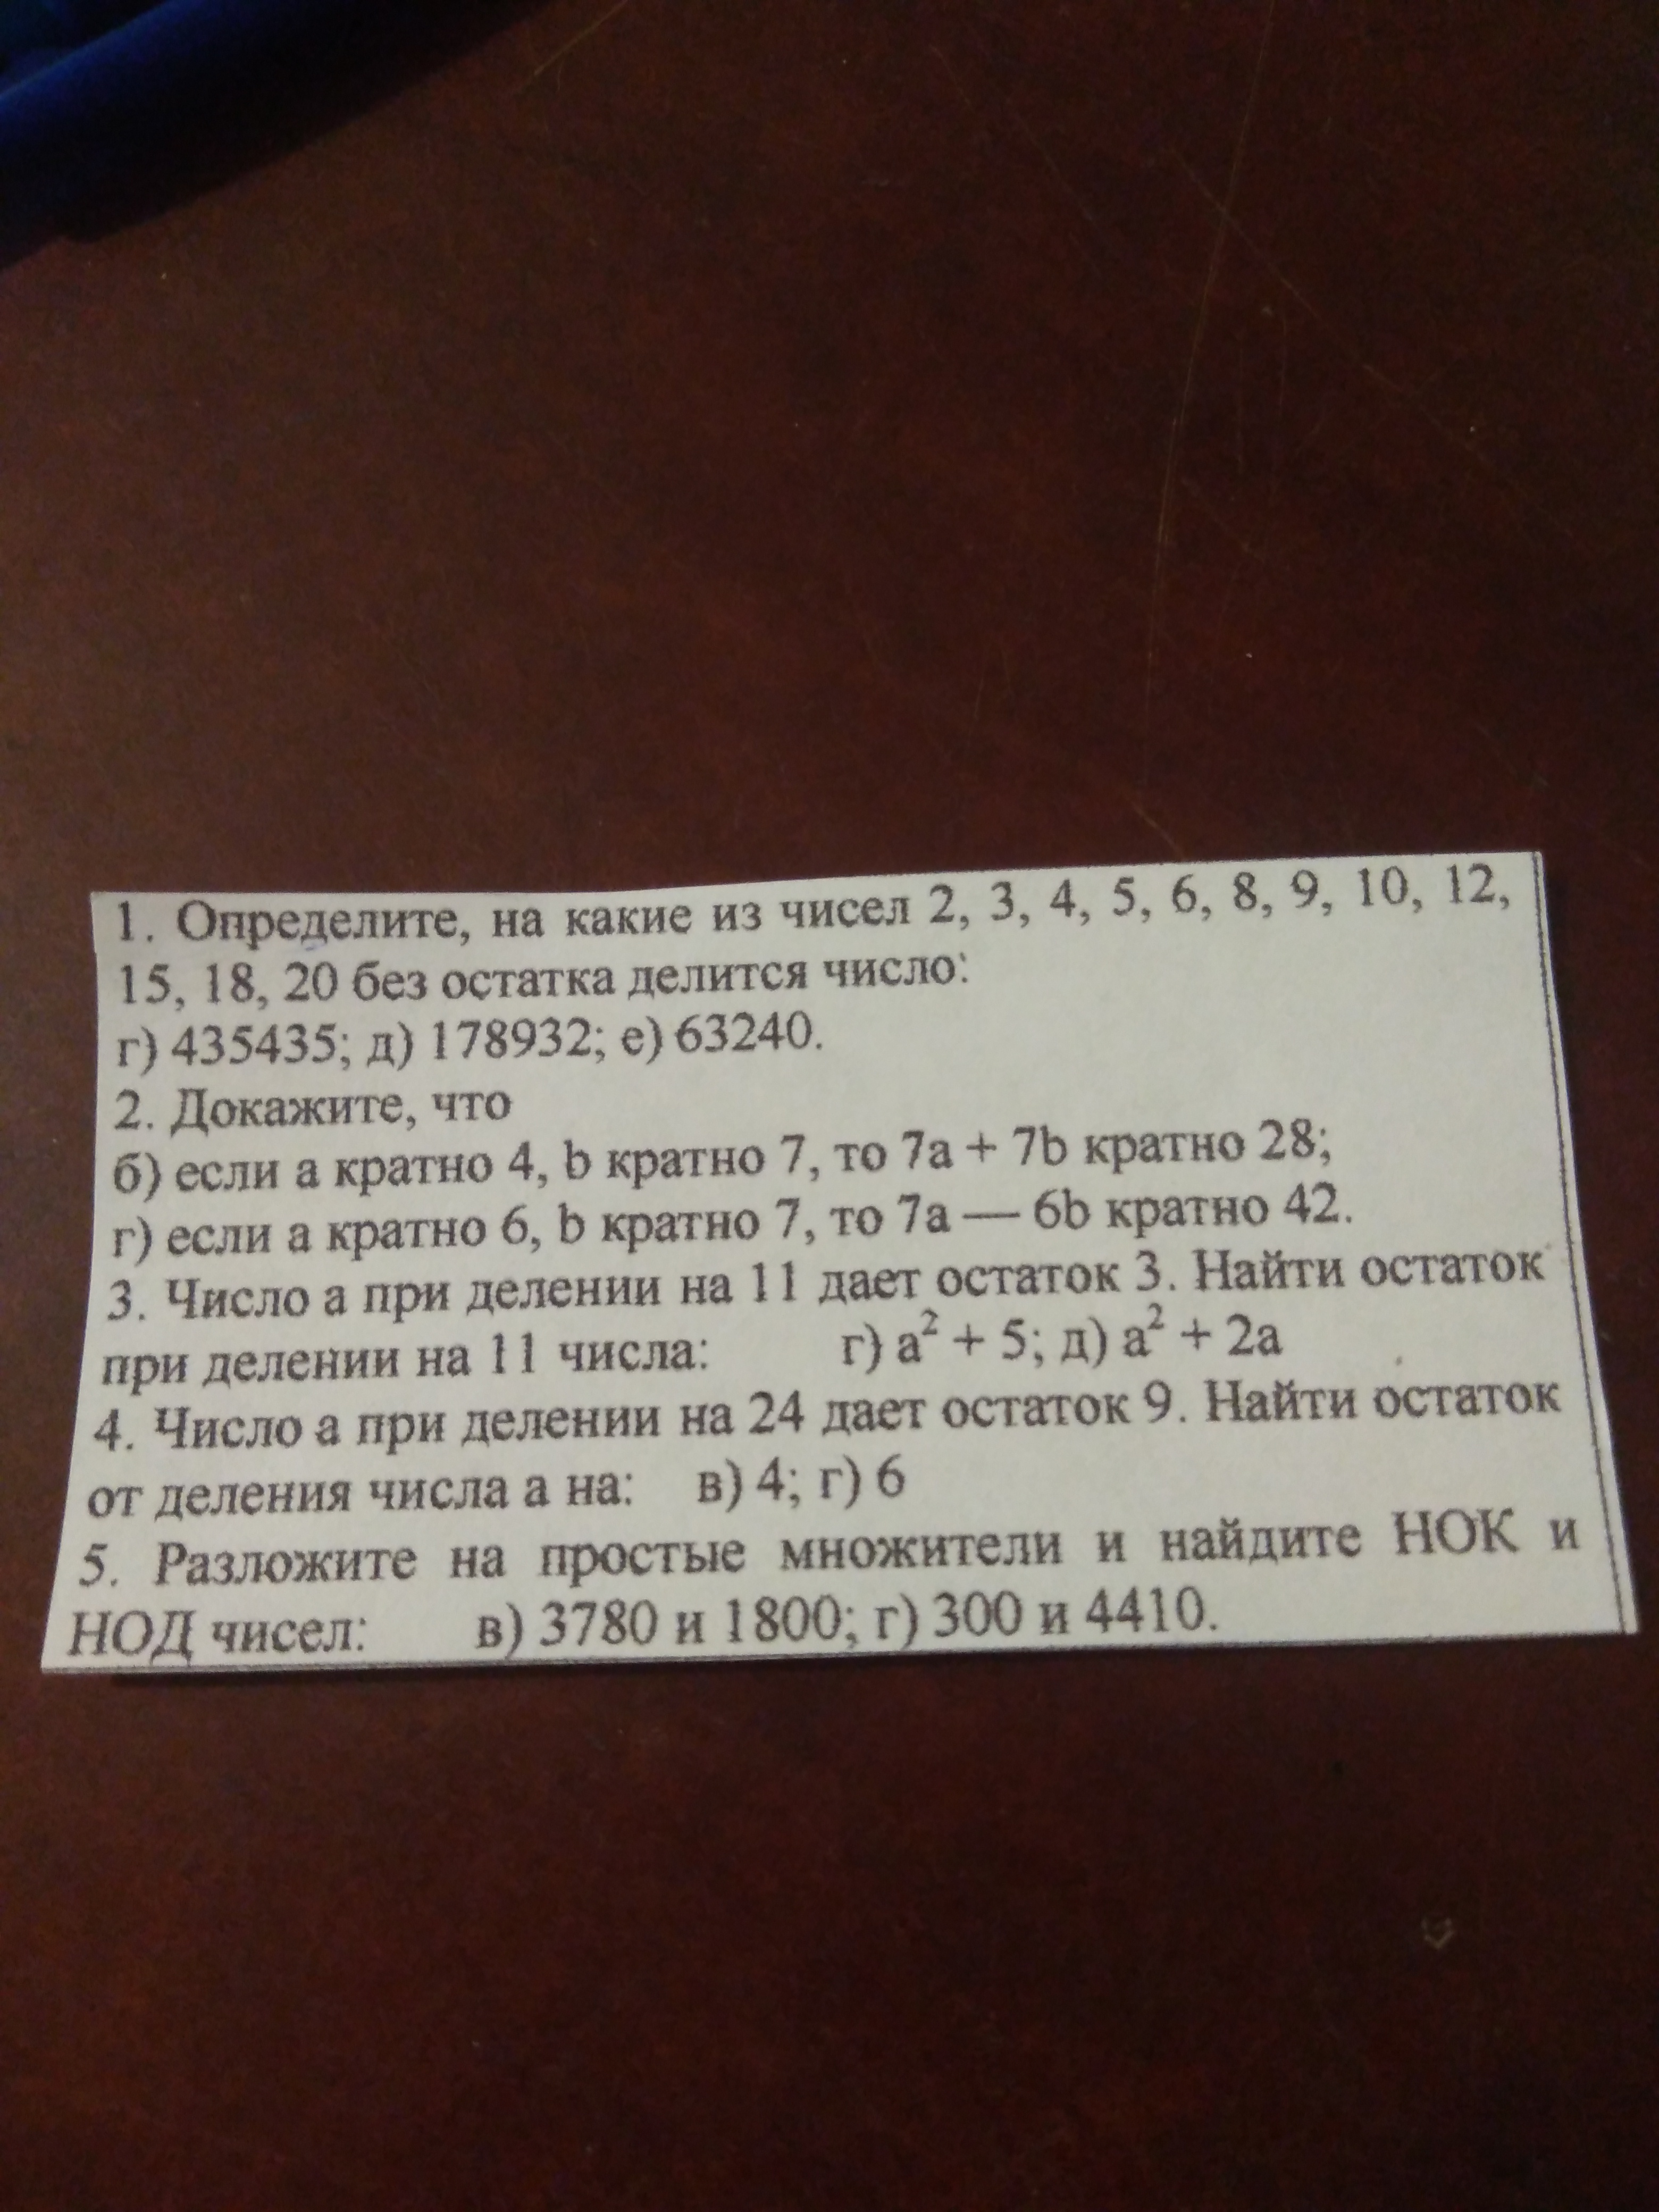 1. Определите, на какие из чисел 2, 3, 4, 5, 6, 8, 9, 10, 12,
15, 18, 20 без остатка делится число:
г) 435435; д) 178932; е) 63240.
2. Докажите, что
б) если a кратно 4, b кратно 7, то 7a + 7b кратно 28;
г) если a кратно 6, b кратно 7, то 7a — 6b кратно 42.
3. Число a при делении на 11 дает остаток 3. Найти остаток
при делении на 11 числа: г) a² + 5; д) a² + 2a
4. Число a при делении на 24 дает остаток 9. Найти остаток
от деления числа a на: в) 4; г) 6
5. Разложите на простые множители и найдите НОК и
НОД чисел: в) 3780 и 1800; г) 300 и 4410.